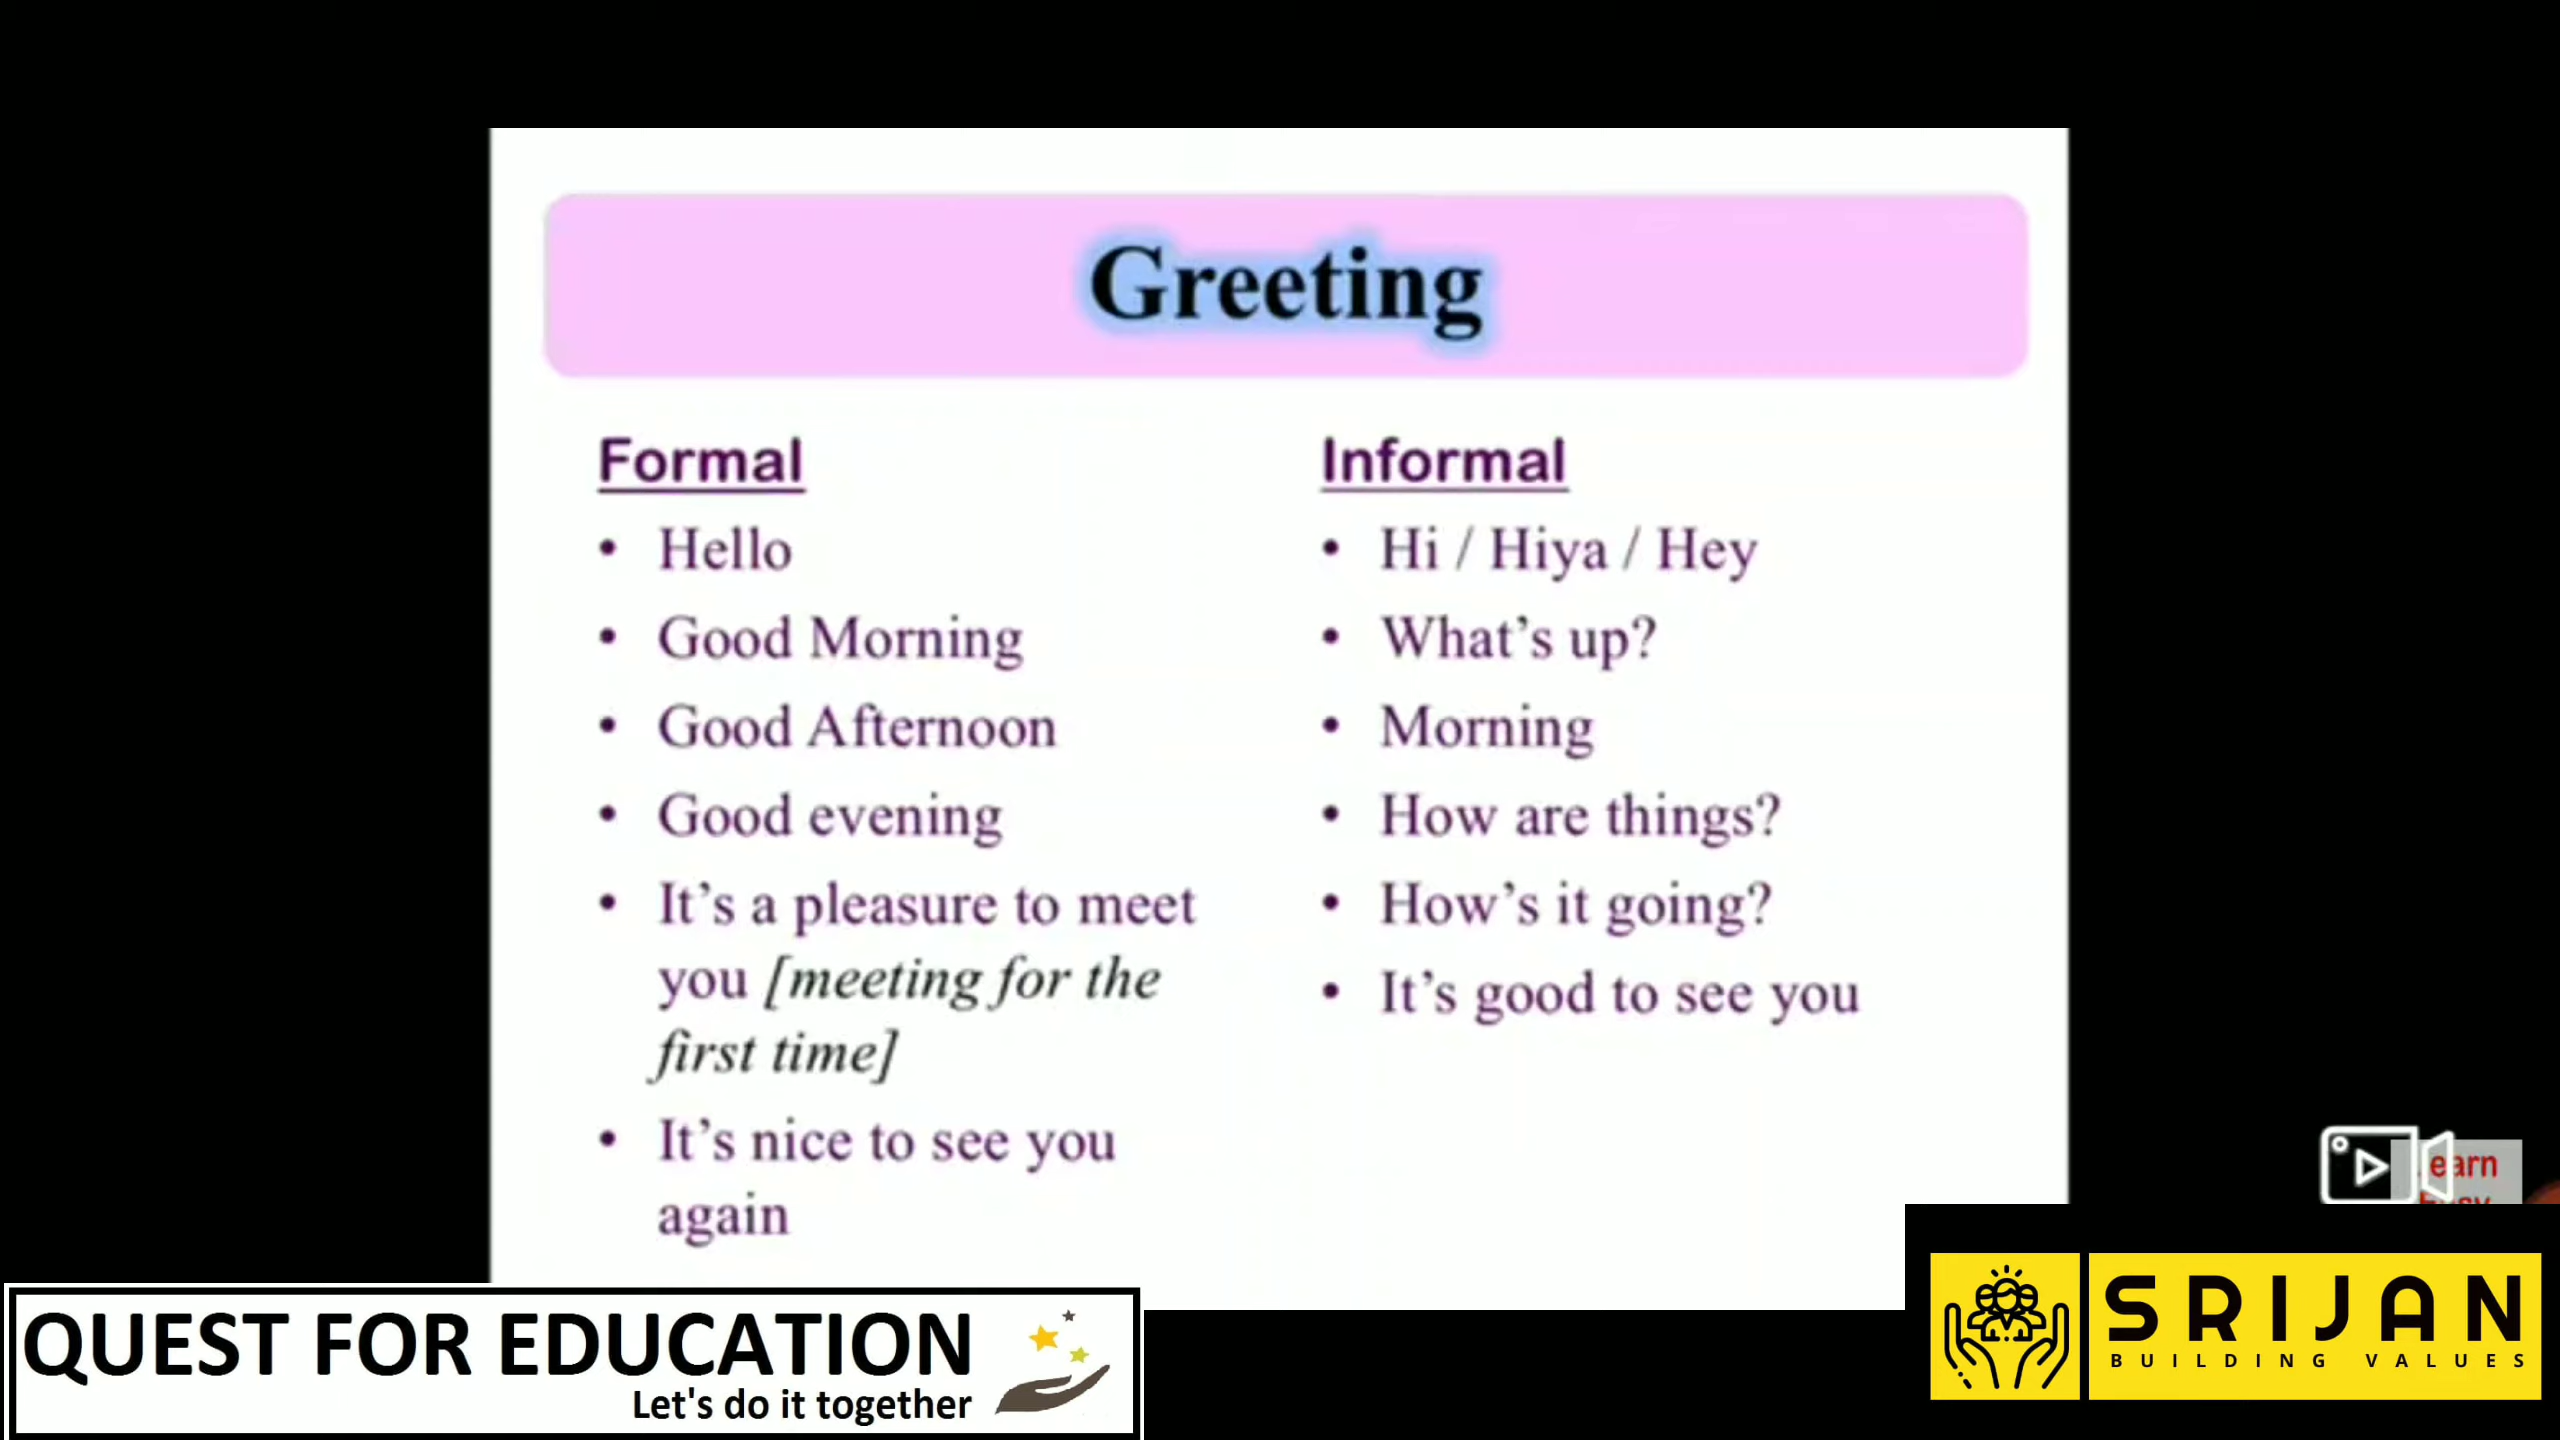 Greeting
Formal
• Hello
• Good Morning
• Good Afternoon
• Good evening
• It’s a pleasure to meet
you [meeting for the
first time]
• It’s nice to see you
again
Informal
• Hi / Hiya / Hey
• What’s up?
• Morning
• How are things?
• How’s it going?
• It’s good to see you
QUEST FOR EDUCATION
Let's do it together
SRIJAN
BUILDING VALUES